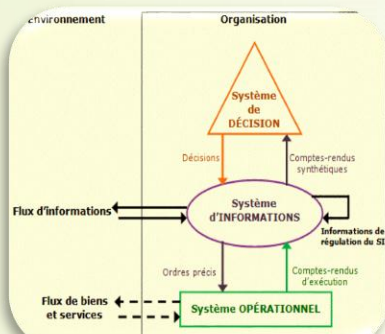 Environnement
Organisation
Système
de
DÉCISION
Décisions
Comptes-rendus
synthétiques
Flux d'informations
Système
d'INFORMATIONS
Informations de
régulation du SI
Ordres précis
Comptes-rendus
d'exécution
Flux de biens
et services
Système OPÉRATIONNEL